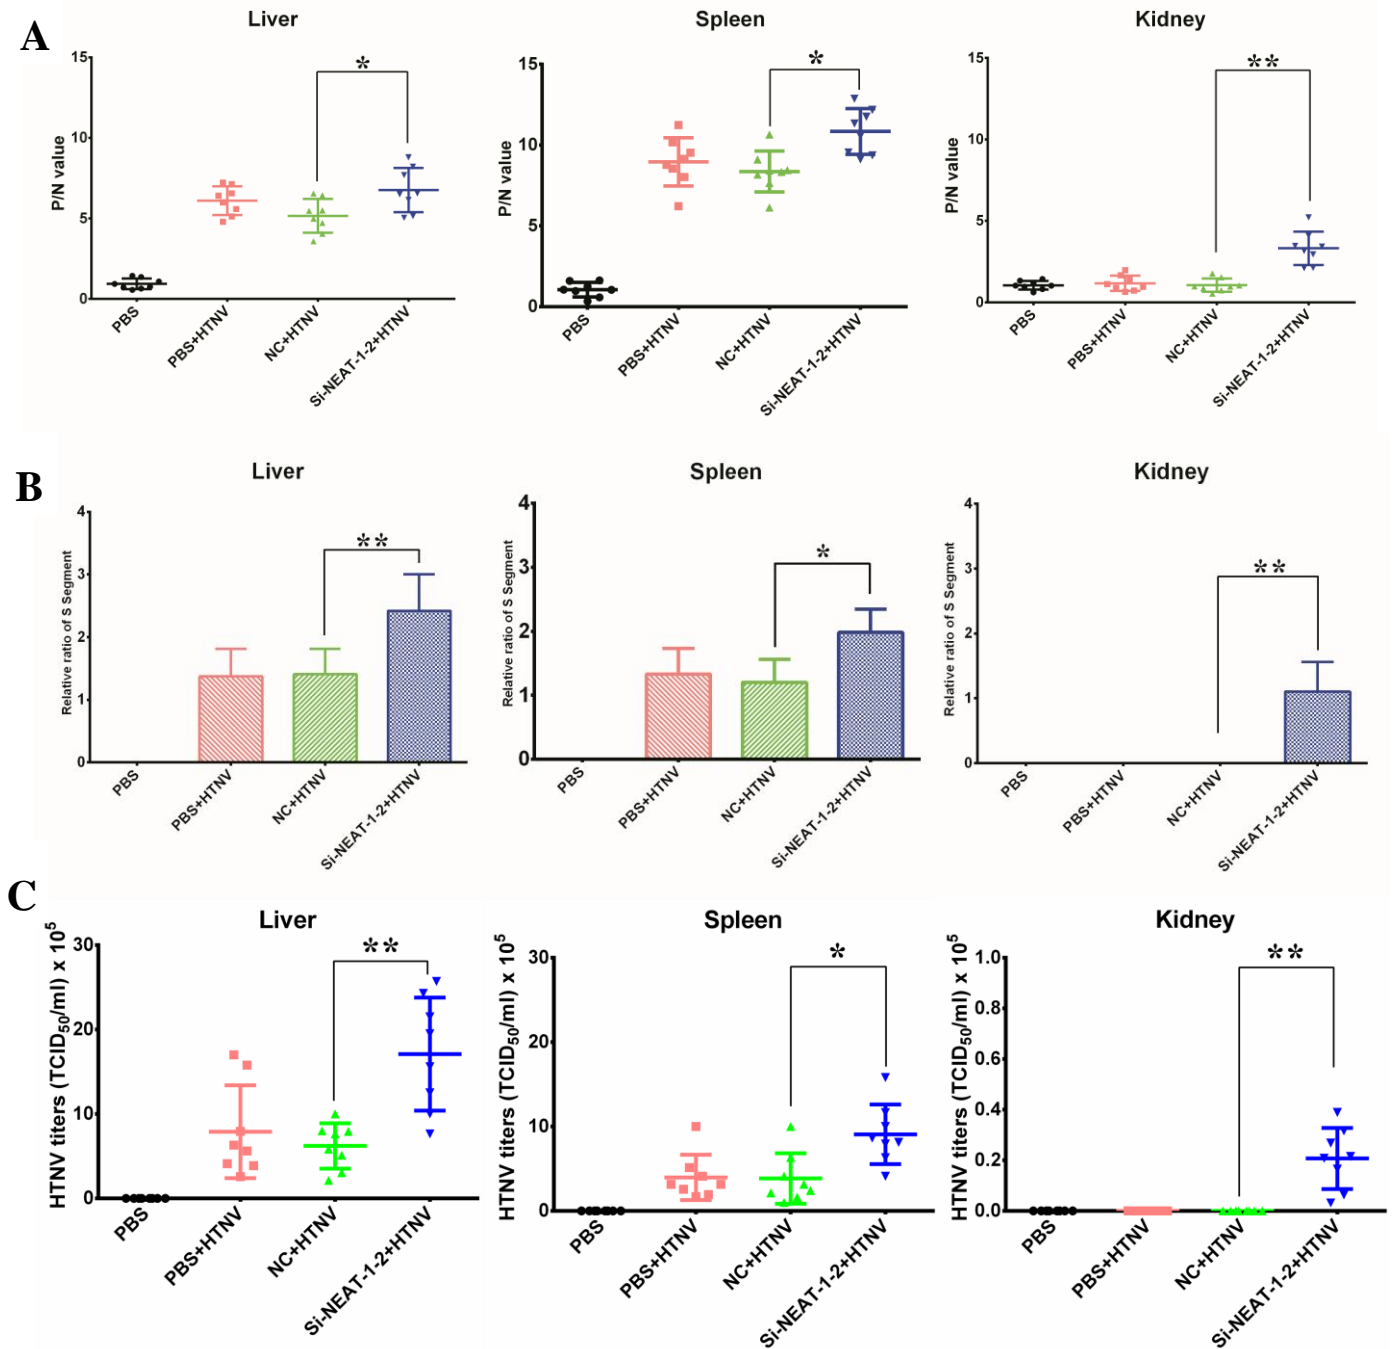 A
Liver
P/N value
15
10
5
0
*
PBS
PBS+HTNV
NC+HTNV
Si-NEAT-1-2+HTNV
Spleen
P/N value
15
10
5
0
*
PBS
PBS+HTNV
NC+HTNV
Si-NEAT-1-2+HTNV
Kidney
P/N value
15
10
5
0
**
PBS
PBS+HTNV
NC+HTNV
Si-NEAT-1-2+HTNV
B
Liver
Relative ratio of S Segment
4
3
2
1
0
**
PBS
PBS+HTNV
NC+HTNV
Si-NEAT-1-2+HTNV
Spleen
Relative ratio of S Segment
4
3
2
1
0
*
PBS
PBS+HTNV
NC+HTNV
Si-NEAT-1-2+HTNV
Kidney
Relative ratio of S Segment
4
3
2
1
0
**
PBS
PBS+HTNV
NC+HTNV
Si-NEAT-1-2+HTNV
C
Liver
HTNV titers (TCID50/ml) x 10^5
30
20
10
0
**
PBS
PBS+HTNV
NC+HTNV
Si-NEAT-1-2+HTNV
Spleen
HTNV titers (TCID50/ml) x 10^5
30
20
10
0
*
PBS
PBS+HTNV
NC+HTNV
Si-NEAT-1-2+HTNV
Kidney
HTNV titers (TCID50/ml) x 10^5
1.0
0.8
0.6
0.4
0.2
0.0
**
PBS
PBS+HTNV
NC+HTNV
Si-NEAT-1-2+HTNV